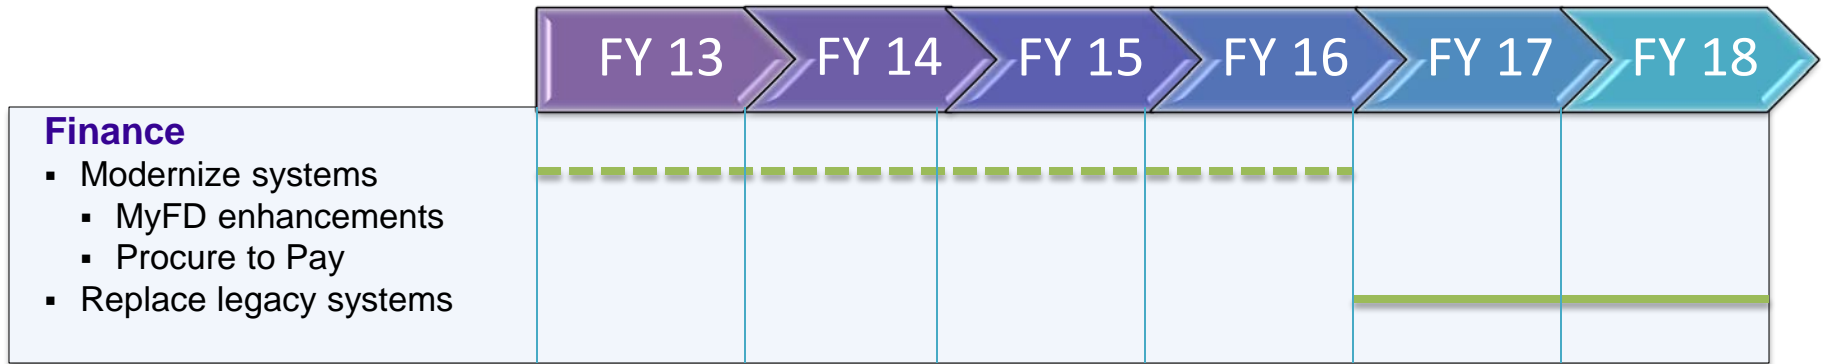 FY 13 FY 14 FY 15 FY 16 FY 17 FY 18
Finance
▪ Modernize systems
▪ MyFD enhancements
▪ Procure to Pay
▪ Replace legacy systems